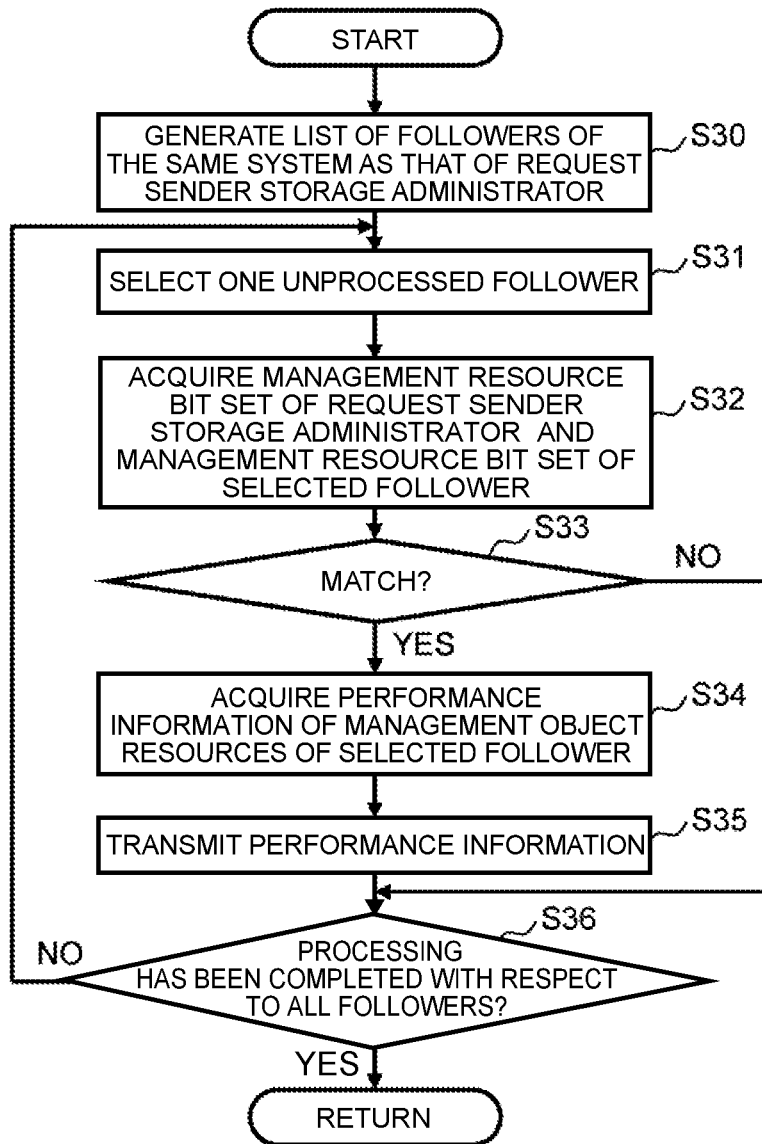 START
GENERATE LIST OF FOLLOWERS OF
THE SAME SYSTEM AS THAT OF REQUEST
SENDER STORAGE ADMINISTRATOR
S30
SELECT ONE UNPROCESSED FOLLOWER
S31
ACQUIRE MANAGEMENT RESOURCE
BIT SET OF REQUEST SENDER
STORAGE ADMINISTRATOR AND
MANAGEMENT RESOURCE BIT SET OF
SELECTED FOLLOWER
S32
S33
MATCH?
NO
YES
ACQUIRE PERFORMANCE
INFORMATION OF MANAGEMENT OBJECT
RESOURCES OF SELECTED FOLLOWER
S34
TRANSMIT PERFORMANCE INFORMATION
S35
S36
NO
PROCESSING
HAS BEEN COMPLETED WITH RESPECT
TO ALL FOLLOWERS?
YES
RETURN